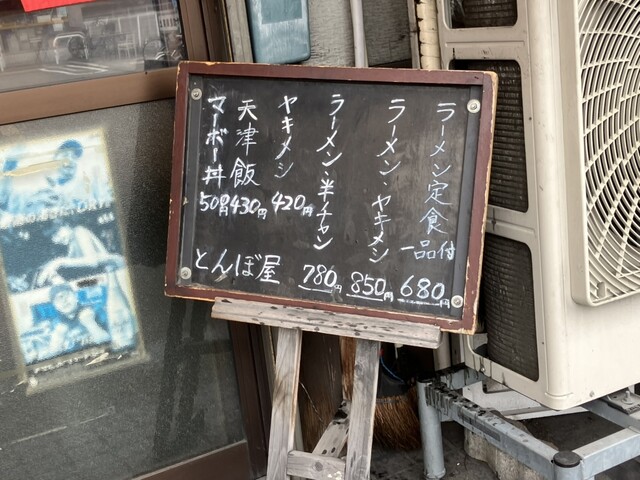 ラーメン定食
一品付
680円
ラーメン・ヤキメシ
850円
ラーメン・半チャン
780円
ヤキメシ
420円
天津飯
430円
マーボー丼
500円
とんぼ屋